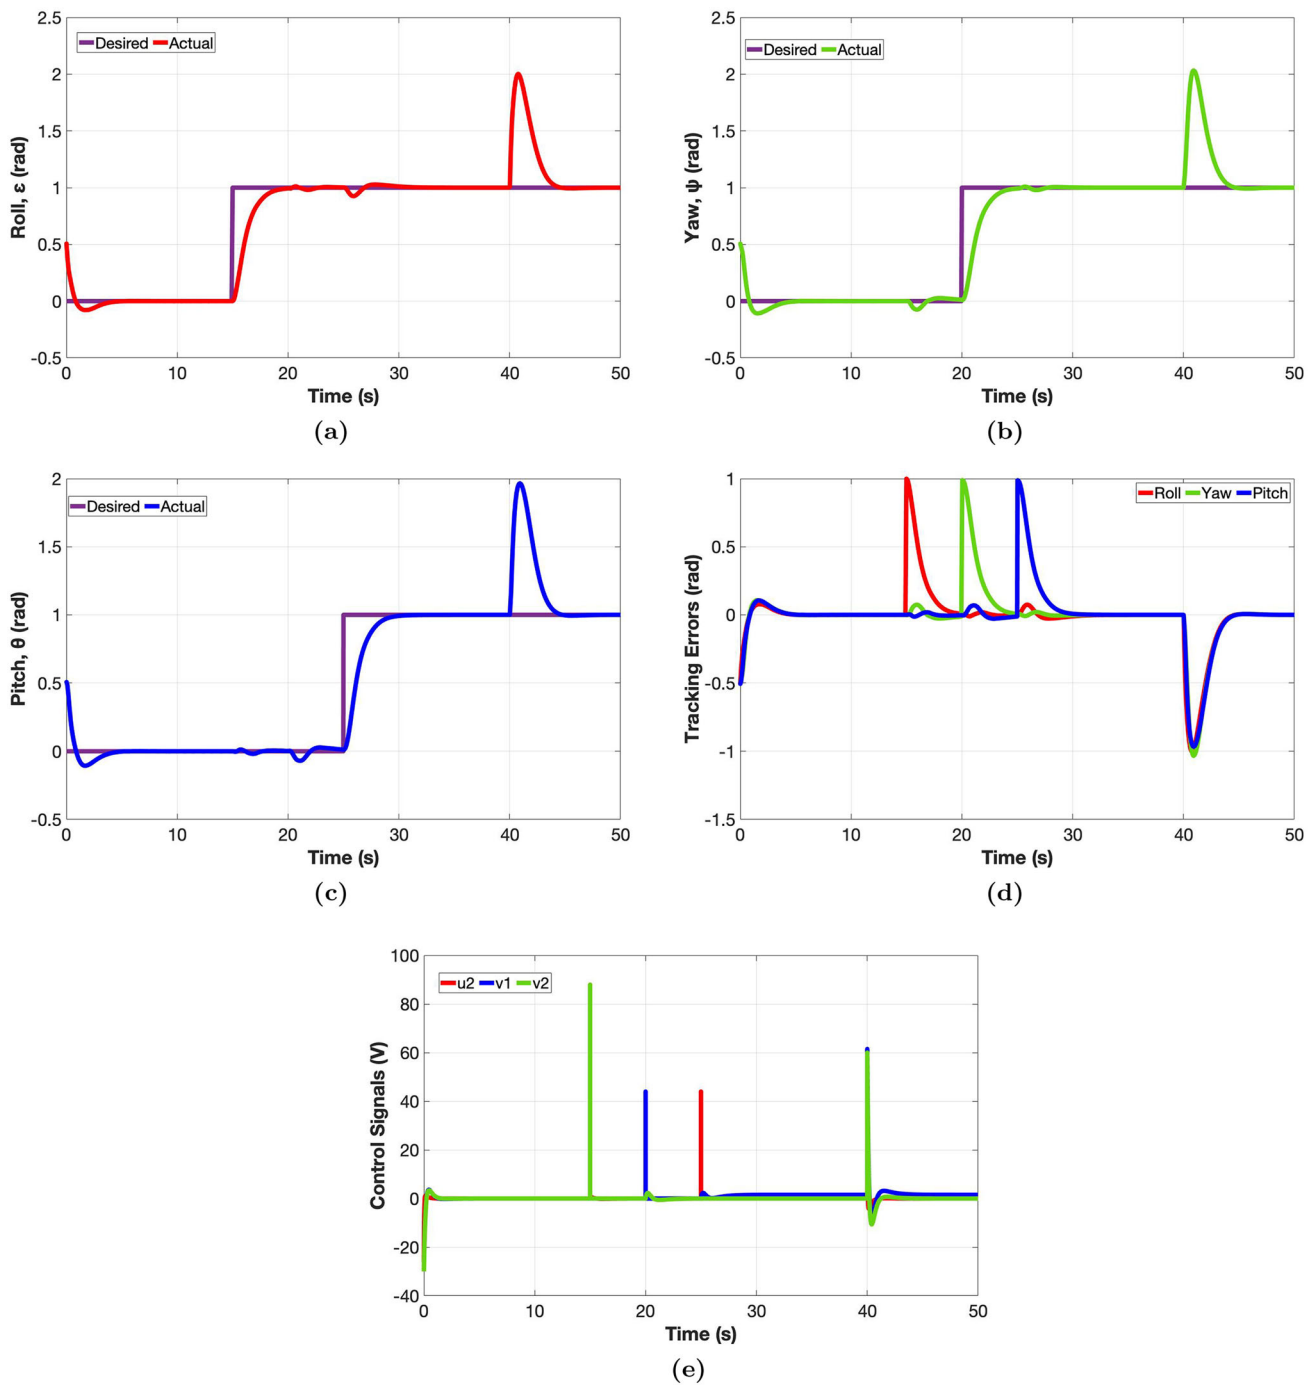 2.5
2
1.5
1
0.5
0
-0.5
Desired Actual
Roll, ε (rad)
0 10 20 30 40 50
Time (s)
(a)
2.5
2
1.5
1
0.5
0
-0.5
Desired Actual
Yaw, ψ (rad)
0 10 20 30 40 50
Time (s)
(b)
2
1.5
1
0.5
0
-0.5
Desired Actual
Pitch, θ (rad)
0 10 20 30 40 50
Time (s)
(c)
1
0.5
0
-0.5
-1
-1.5
Roll Yaw Pitch
Tracking Errors (rad)
0 10 20 30 40 50
Time (s)
(d)
100
80
60
40
20
0
-20
-40
u2 v1 v2
Control Signals (V)
0 10 20 30 40 50
Time (s)
(e)